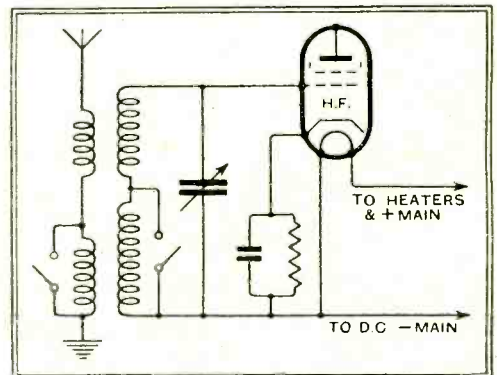 H.F.
TO HEATERS
& + MAIN
TO D.C - MAIN